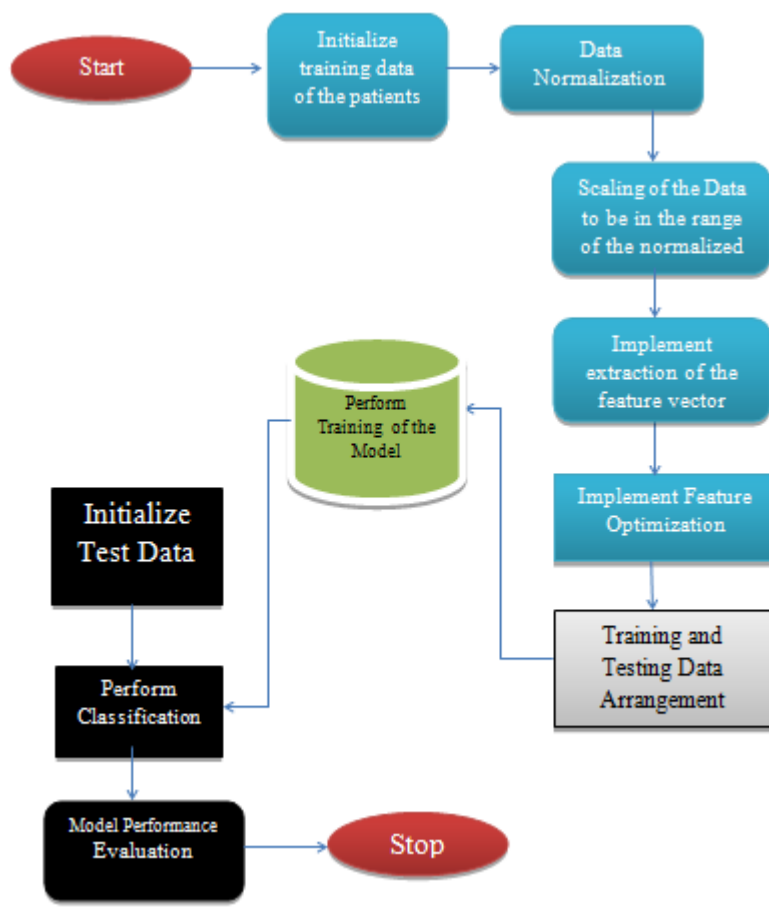 Start
Initialize
training data
of the patients
Data
Normalization
Scaling of the Data
to be in the range
of the normalized
Implement
extraction of the
feature vector
Implement Feature
Optimization
Training and
Testing Data
Arrangement
Perform
Training of the
Model
Initialize
Test Data
Perform
Classification
Model Performance
Evaluation
Stop